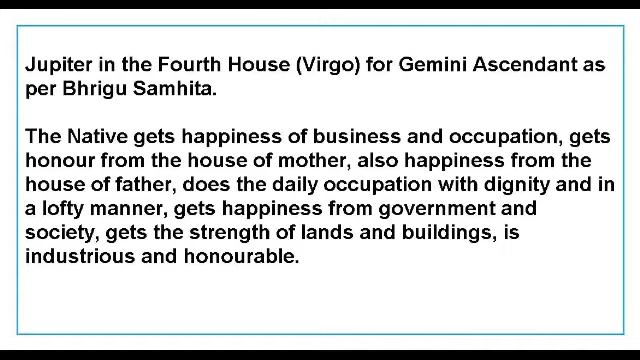 Jupiter in the Fourth House (Virgo) for Gemini Ascendant as
per Bhrigu Samhita.
The Native gets happiness of business and occupation, gets
honour from the house of mother, also happiness from the
house of father, does the daily occupation with dignity and in
a lofty manner, gets happiness from government and
society, gets the strength of lands and buildings, is
industrious and honourable.